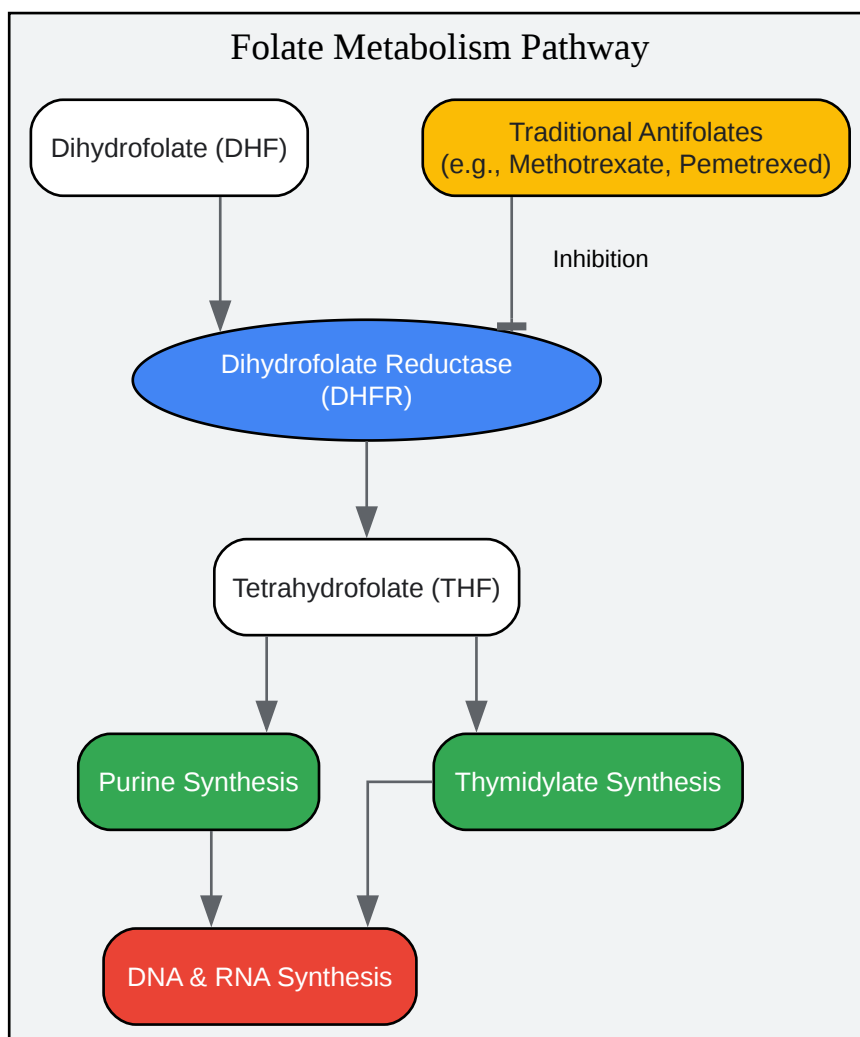 Folate Metabolism Pathway
Dihydrofolate (DHF)
Traditional Antifolates
(e.g., Methotrexate, Pemetrexed)
Inhibition
Dihydrofolate Reductase
(DHFR)
Tetrahydrofolate (THF)
Purine Synthesis
Thymidylate Synthesis
DNA & RNA Synthesis